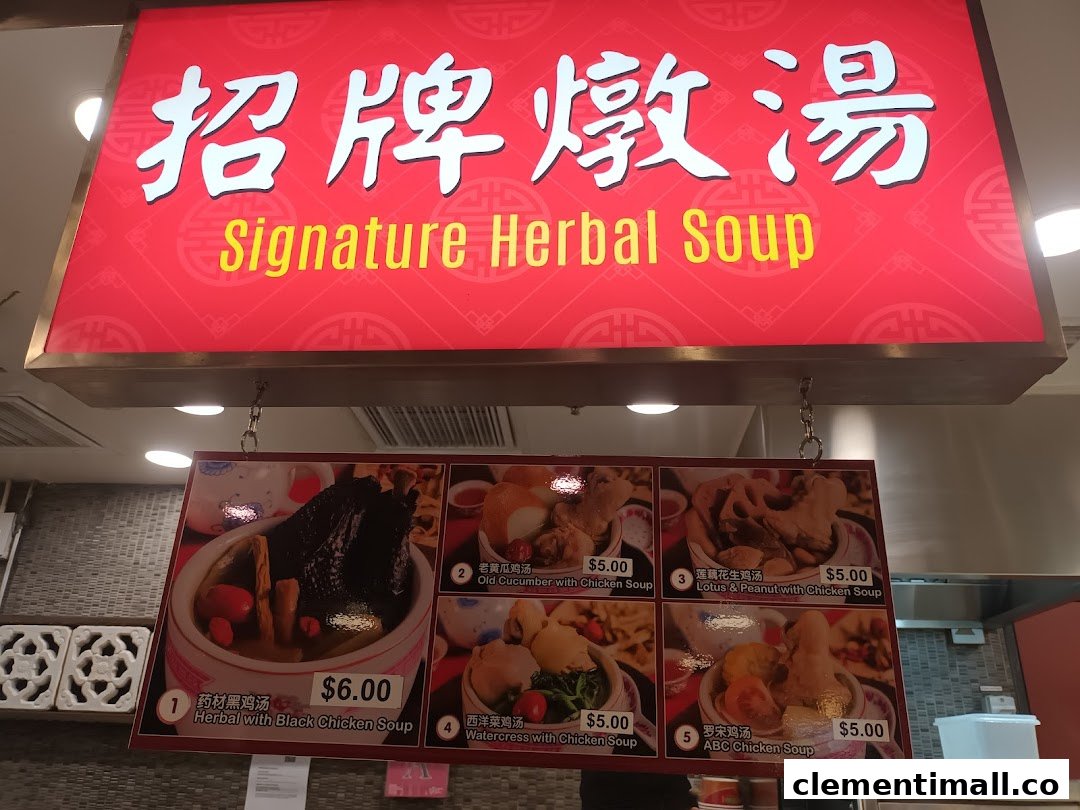 招牌燉湯
Signature Herbal Soup
1
药材黑鸡汤
Herbal with Black Chicken Soup
$6.00
2
老黄瓜鸡汤
Old Cucumber with Chicken Soup
$5.00
3
莲藕花生鸡汤
Lotus & Peanut with Chicken Soup
$5.00
4
西洋菜鸡汤
Watercress with Chicken Soup
$5.00
5
罗宋鸡汤
ABC Chicken Soup
$5.00
clementimall.co